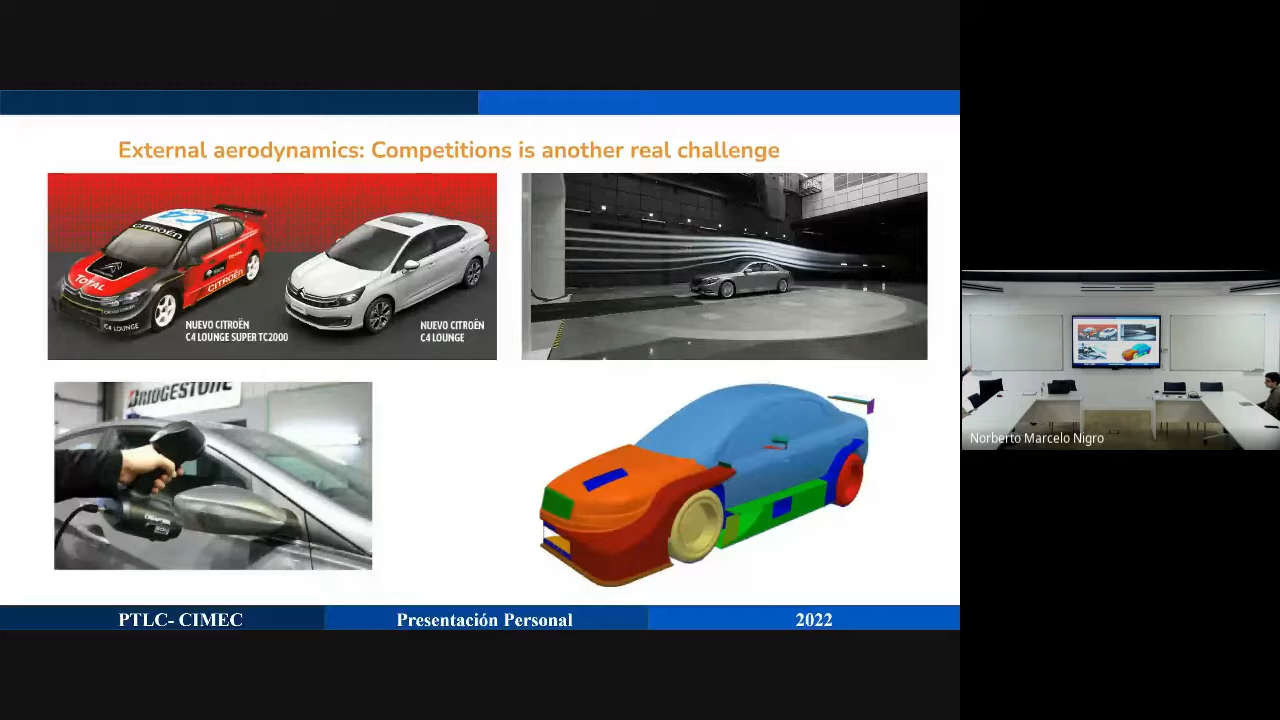 External aerodynamics: Competitions is another real challenge
CITROËN
C4
TOTAL
CITROËN
C4 LOUNGE
NUEVO CITROËN
C4 LOUNGE SUPER TC2000
NUEVO CITROËN
C4 LOUNGE
BRIDGESTONE
PTLC- CIMEC
Presentación Personal
2022
Norberto Marcelo Nigro